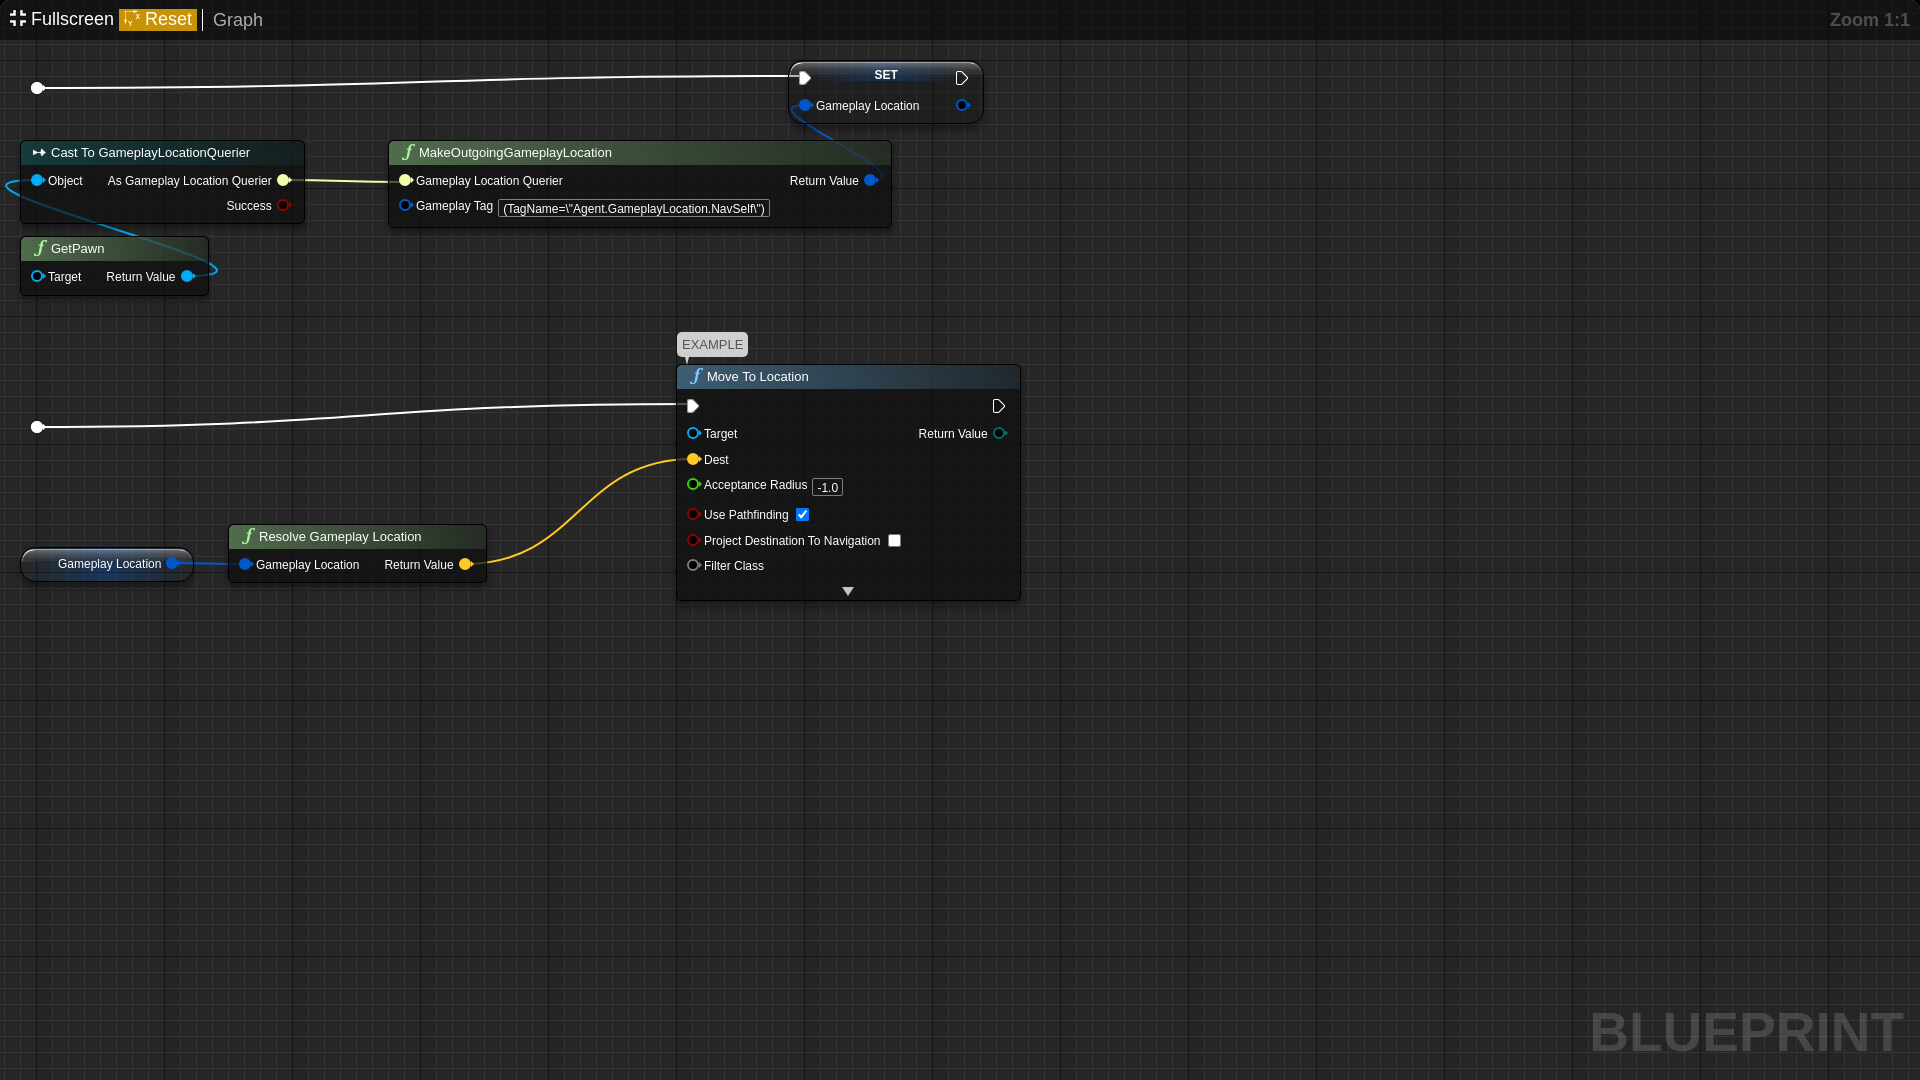 Fullscreen Reset Graph Zoom 1:1
SET
Gameplay Location
Cast To GameplayLocationQuerier
Object As Gameplay Location Querier
Success
MakeOutgoingGameplayLocation
Gameplay Location Querier Return Value
Gameplay Tag (TagName=\"Agent.GameplayLocation.NavSelf\")
GetPawn
Target Return Value
EXAMPLE
Move To Location
Target Return Value
Dest
Acceptance Radius -1.0
Use Pathfinding
Project Destination To Navigation
Filter Class
Gameplay Location
Resolve Gameplay Location
Gameplay Location Return Value
BLUEPRINT